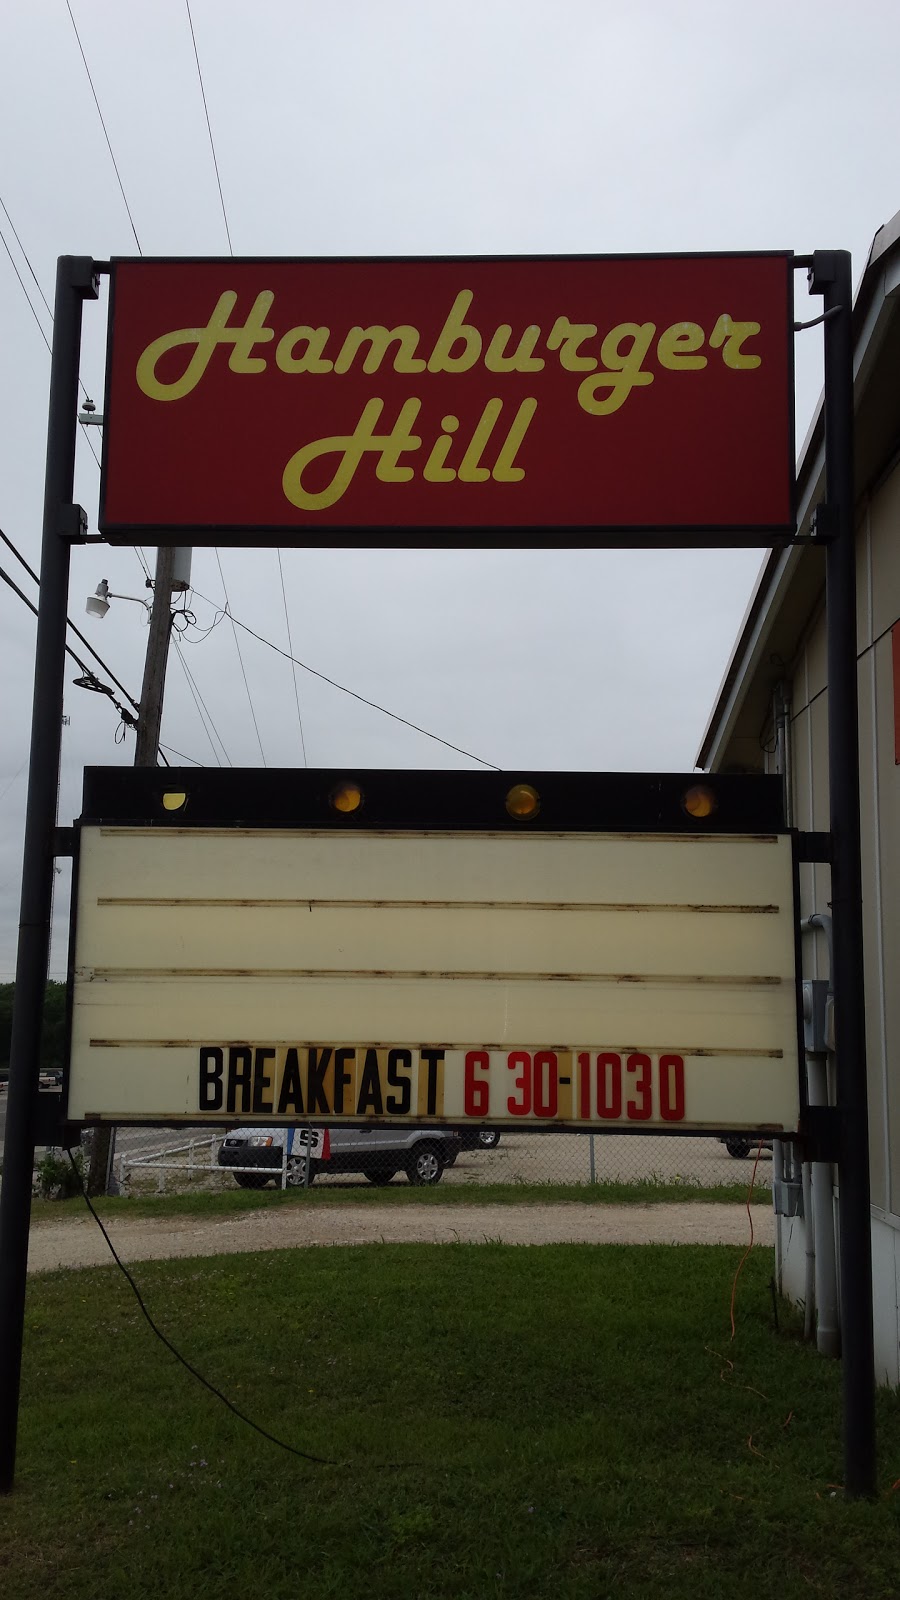 Hamburger
Hill
BREAKFAST 6 30-1030
S